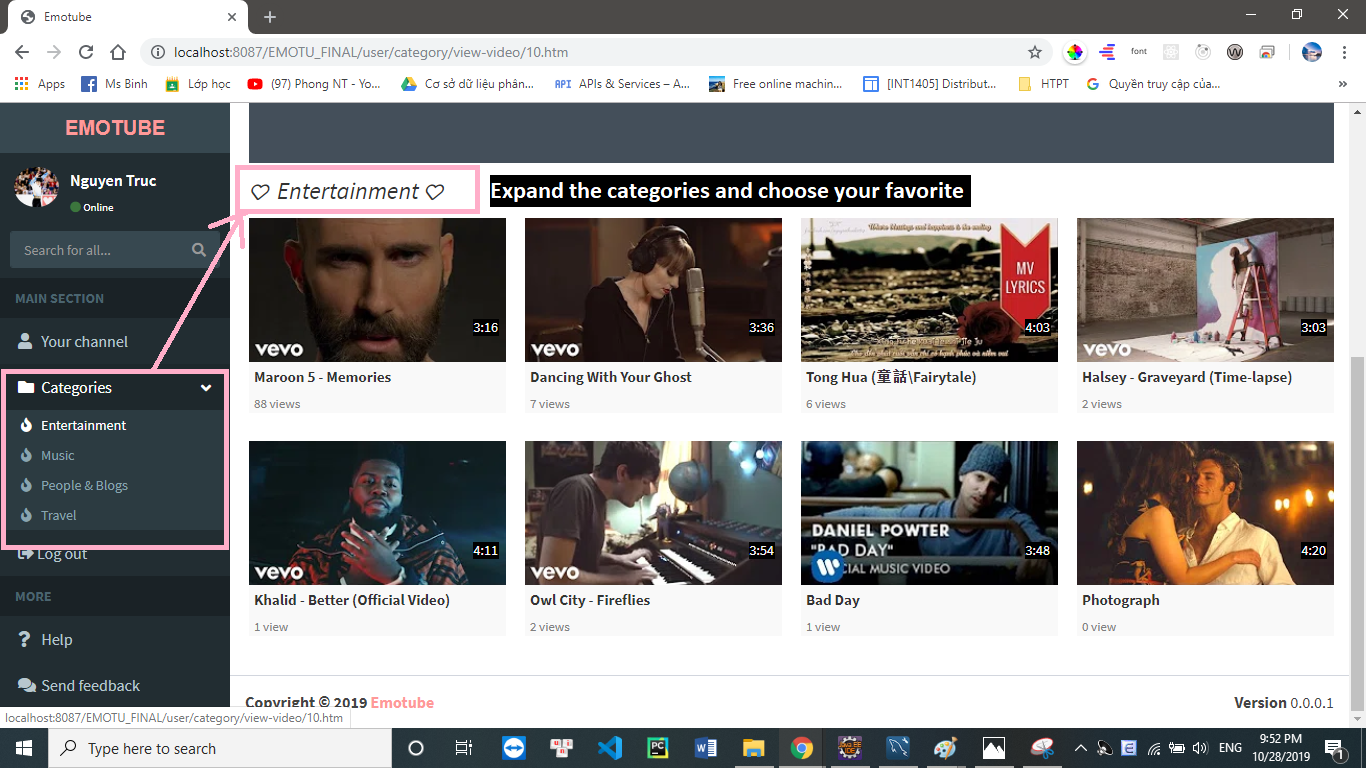 Emotube
localhost:8087/EMOTU_FINAL/user/category/view-video/10.htm
font
Apps
Ms Binh
Lớp học
(97) Phong NT - Yo...
Cơ sở dữ liệu phân...
API
APIs & Services – A...
Free online machin...
[INT1405] Distribut...
HTPT
Quyền truy cập của...
EMOTUBE
Nguyen Truc
Online
Search for all...
MAIN SECTION
Your channel
Categories
Entertainment
Music
People & Blogs
Travel
Log out
MORE
Help
Send feedback
♡ Entertainment ♡
Expand the categories and choose your favorite
vevo
3:16
Maroon 5 - Memories
88 views
vevo
3:36
Dancing With Your Ghost
7 views
MV
LYRICS
4:03
Tong Hua (童話\Fairytale)
6 views
vevo
3:03
Halsey - Graveyard (Time-lapse)
2 views
vevo
4:11
Khalid - Better (Official Video)
1 view
vevo
3:54
Owl City - Fireflies
2 views
DANIEL POWTER
"BAD DAY"
CIAL MUSIC VIDEO
3:48
Bad Day
1 view
4:20
Photograph
0 view
Copyright © 2019 Emotube
Version 0.0.0.1
localhost:8087/EMOTU_FINAL/user/category/view-video/10.htm
Type here to search
ENG
9:52 PM
10/28/2019
1